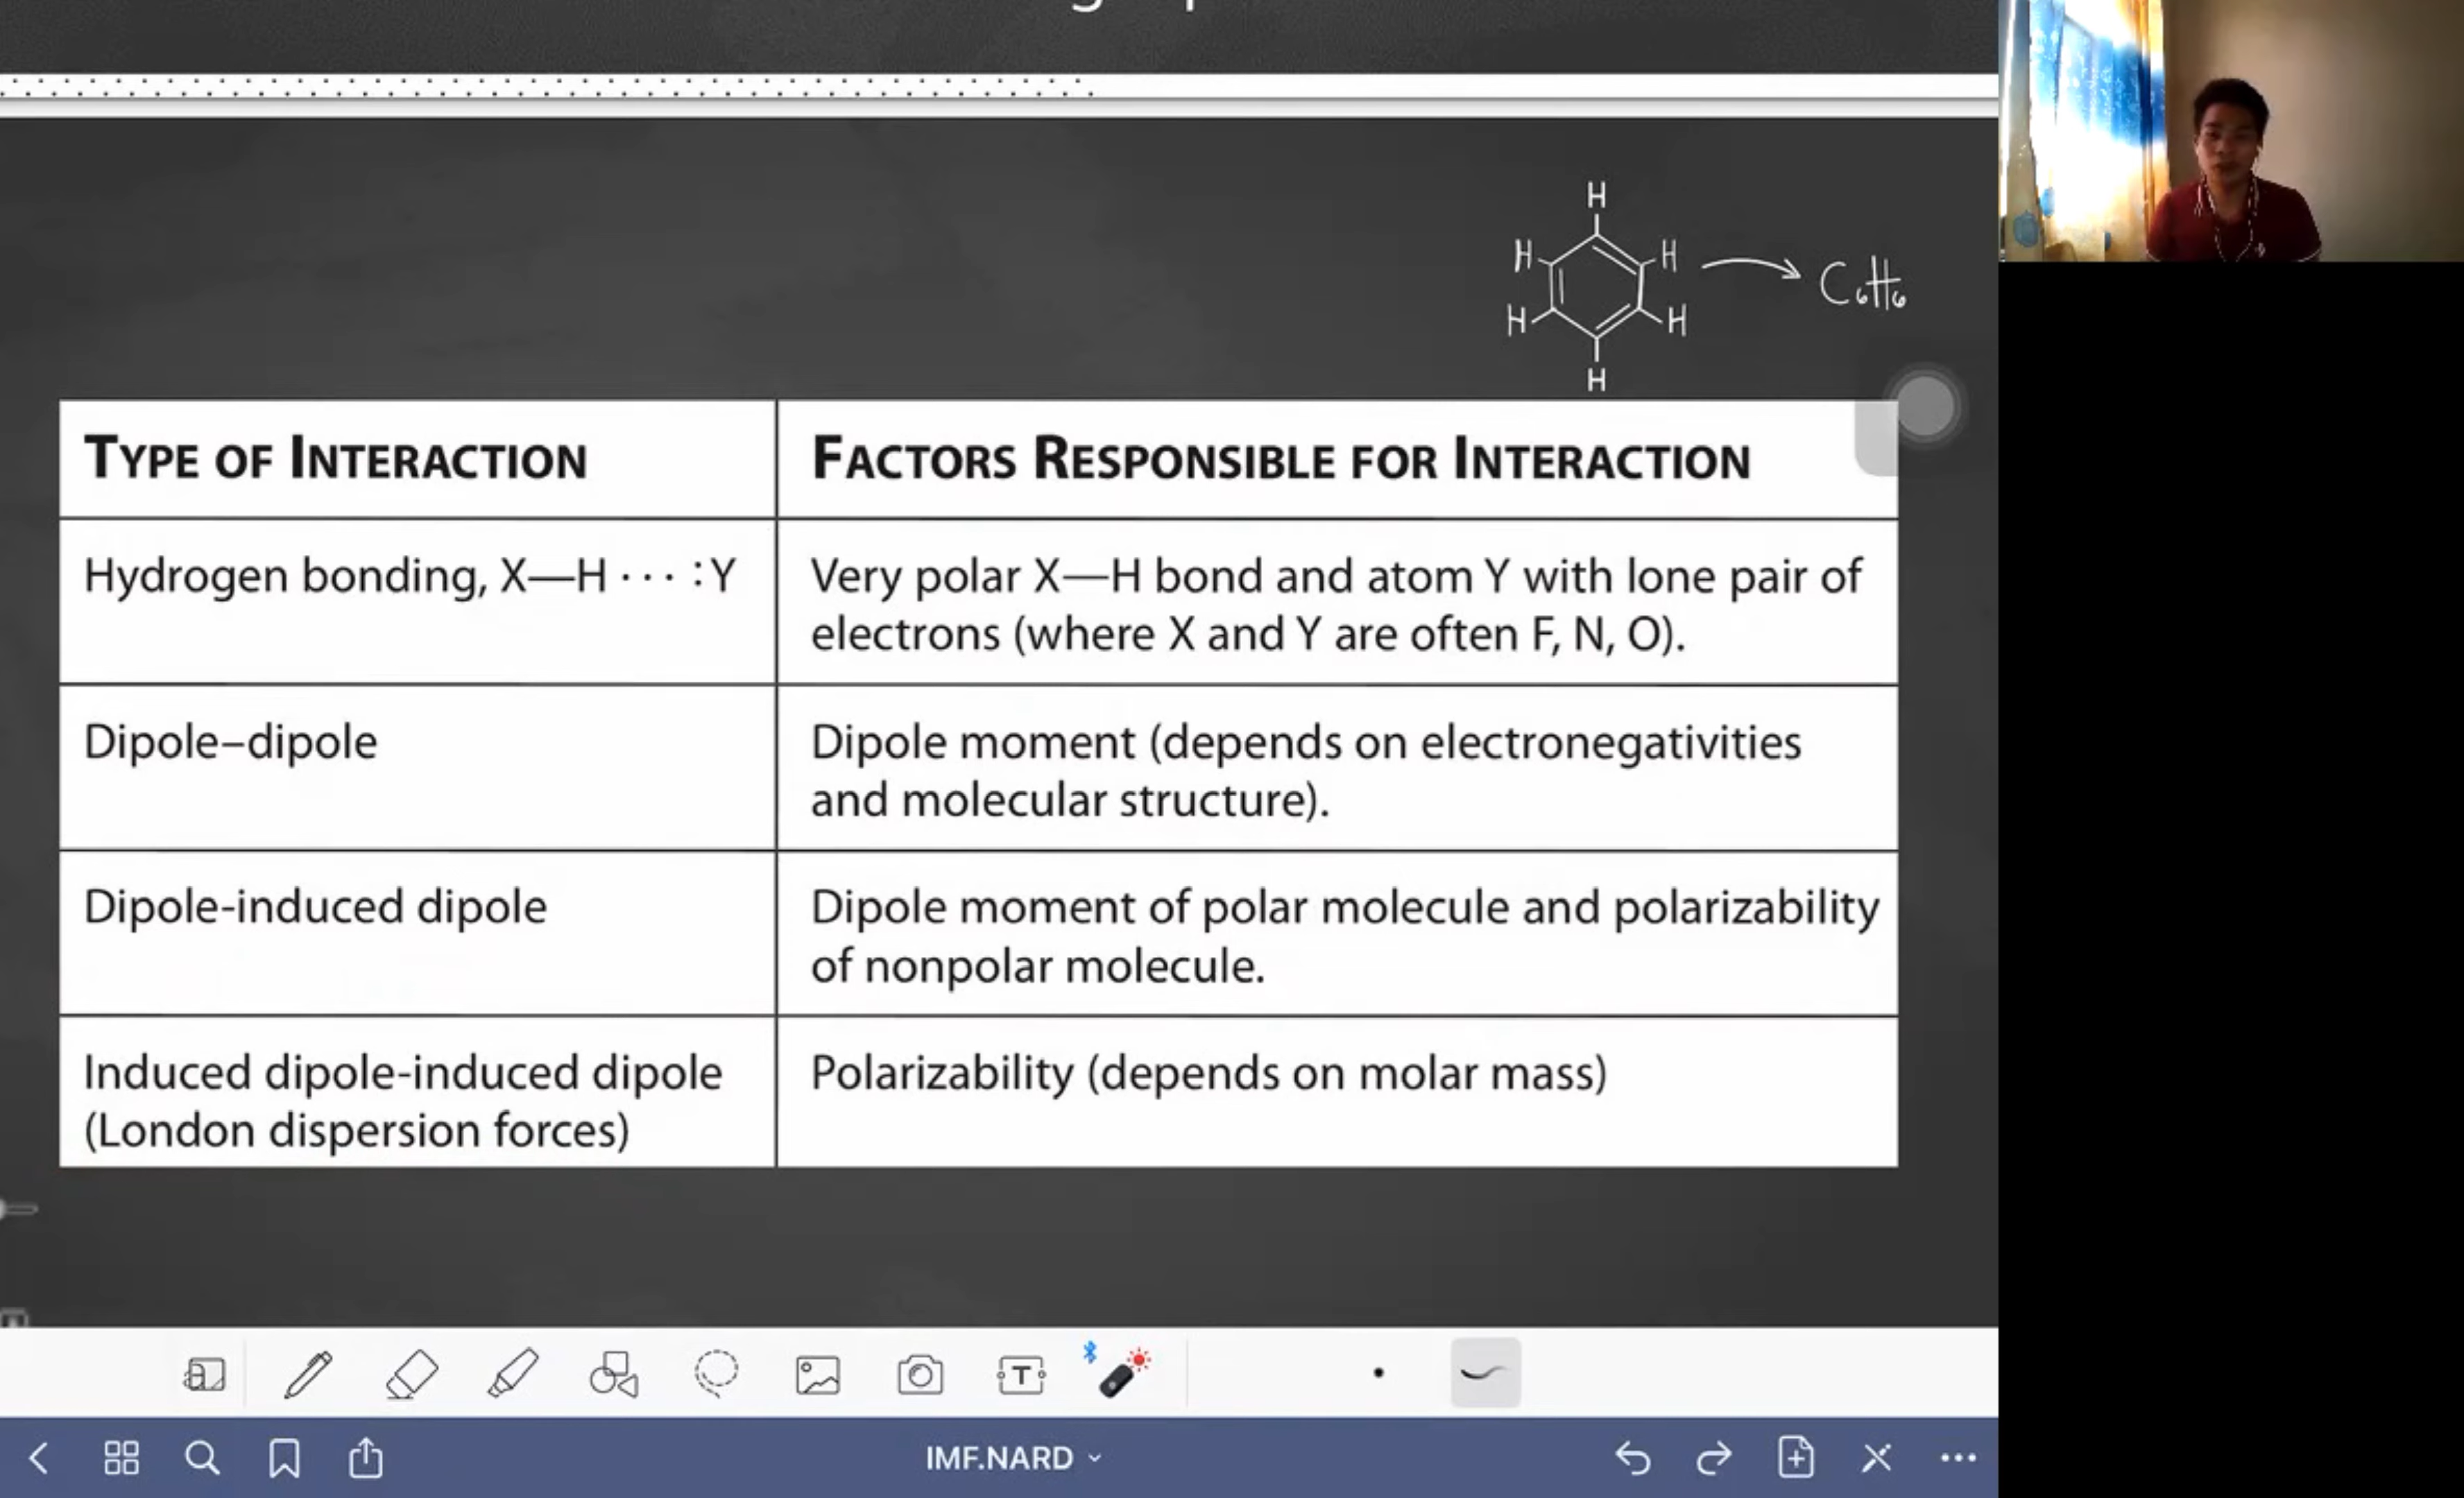 H
H H
C6H6
H H
H
TYPE OF INTERACTION
FACTORS RESPONSIBLE FOR INTERACTION
Hydrogen bonding, X—H · · · :Y
Very polar X—H bond and atom Y with lone pair of
electrons (where X and Y are often F, N, O).
Dipole–dipole
Dipole moment (depends on electronegativities
and molecular structure).
Dipole-induced dipole
Dipole moment of polar molecule and polarizability
of nonpolar molecule.
Induced dipole-induced dipole
(London dispersion forces)
Polarizability (depends on molar mass)
T
IMF.NARD